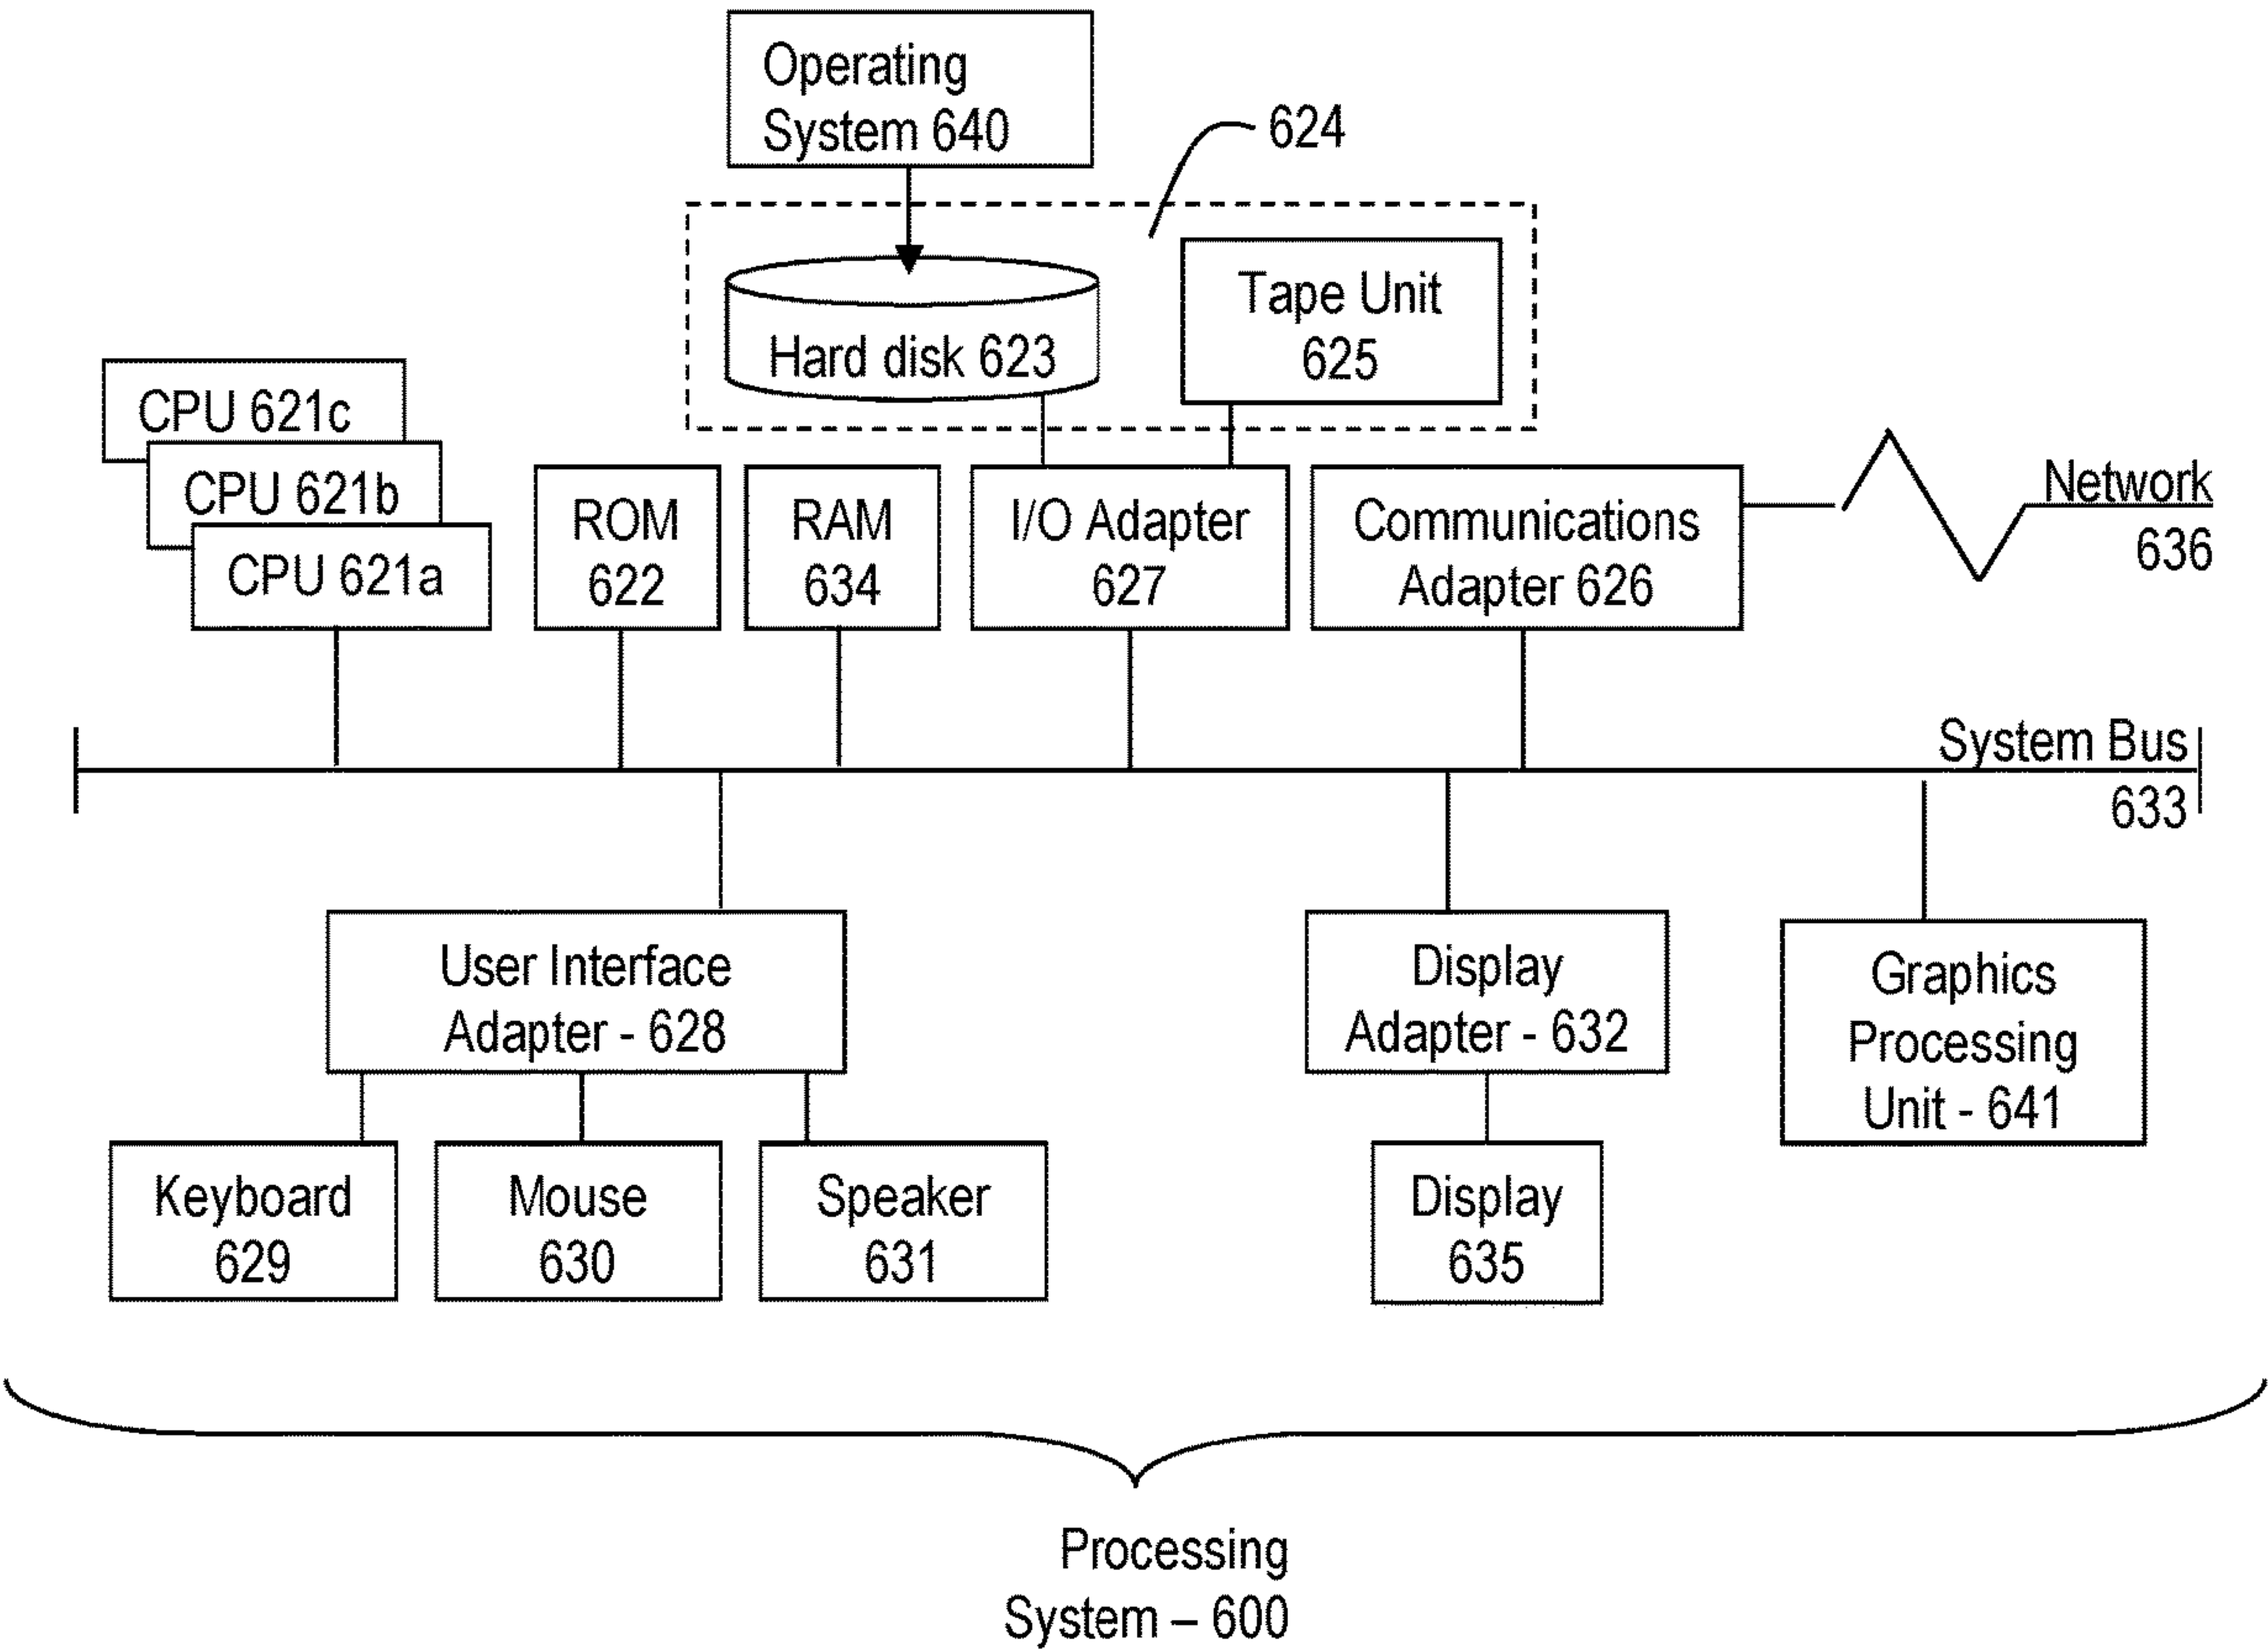 Operating
System 640
624
Tape Unit
625
Hard disk 623
CPU 621c
CPU 621b
CPU 621a
ROM
622
RAM
634
I/O Adapter
627
Communications
Adapter 626
Network
636
System Bus
633
User Interface
Adapter - 628
Display
Adapter - 632
Graphics
Processing
Unit - 641
Keyboard
629
Mouse
630
Speaker
631
Display
635
Processing
System – 600